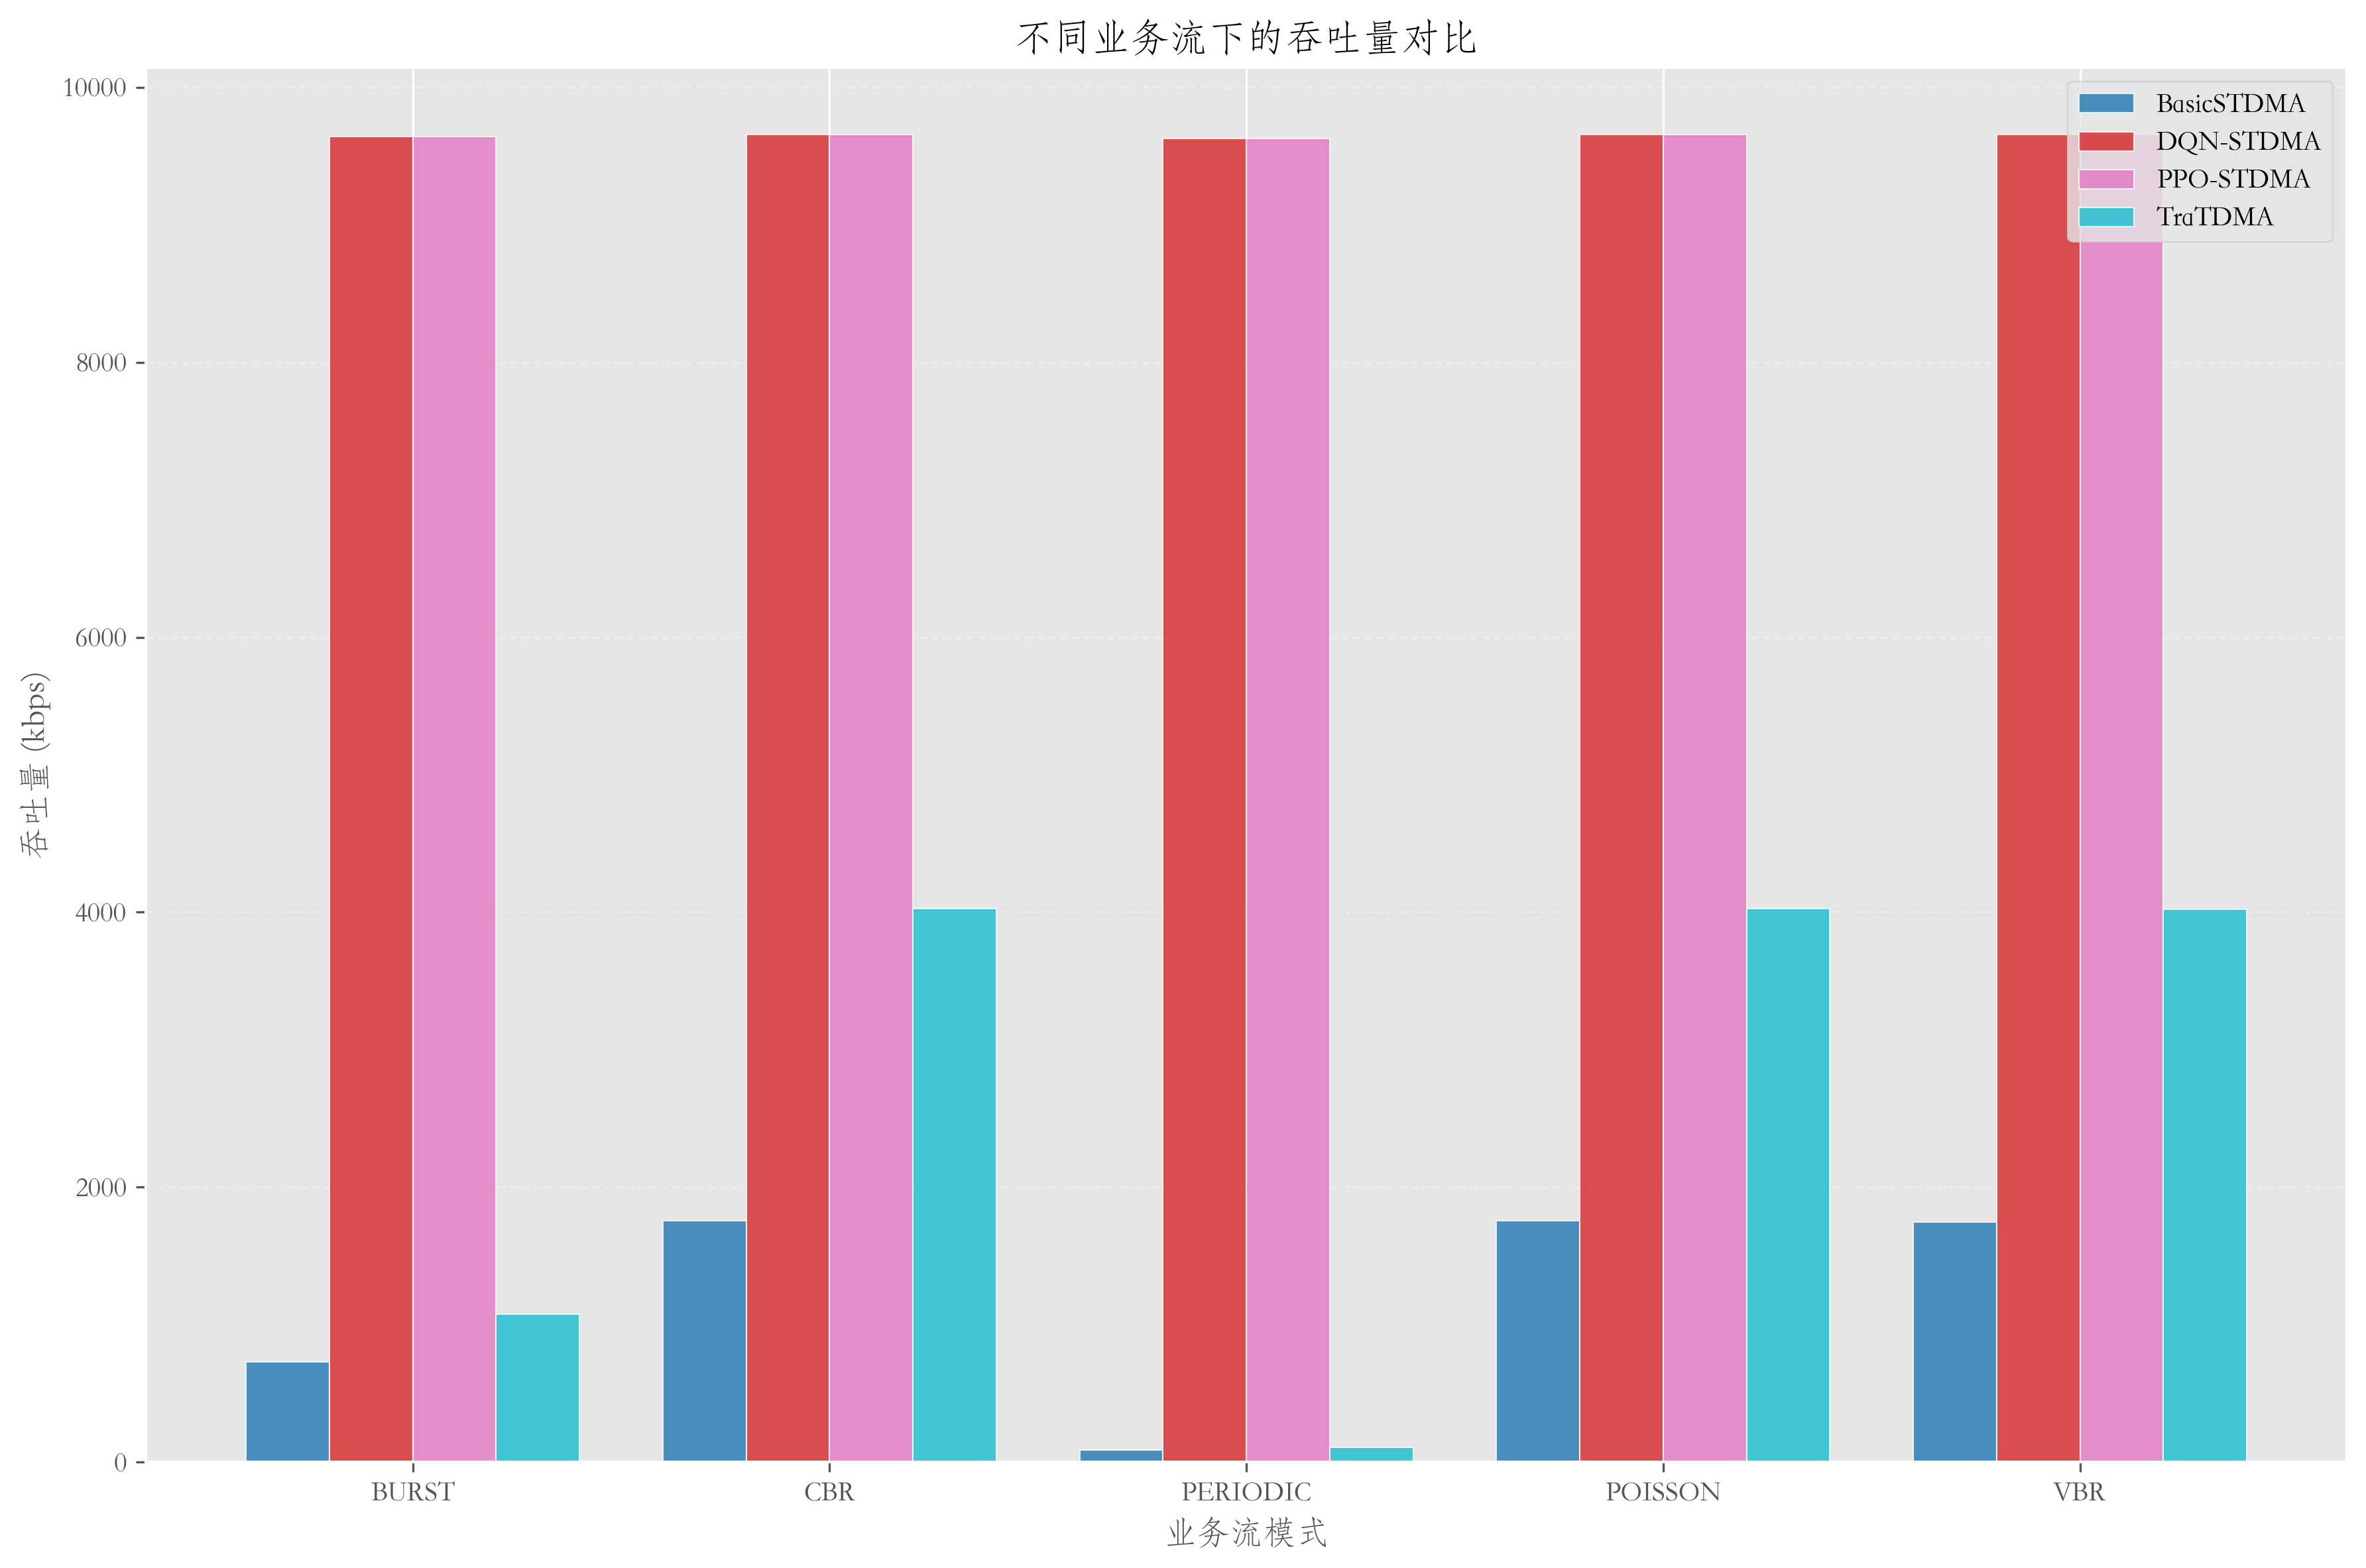 不同业务流下的吞吐量对比
10000
8000
6000
4000
2000
0
吞吐量 (kbps)
BasicSTDMA
DQN-STDMA
PPO-STDMA
TraTDMA
BURST
CBR
PERIODIC
POISSON
VBR
业务流模式